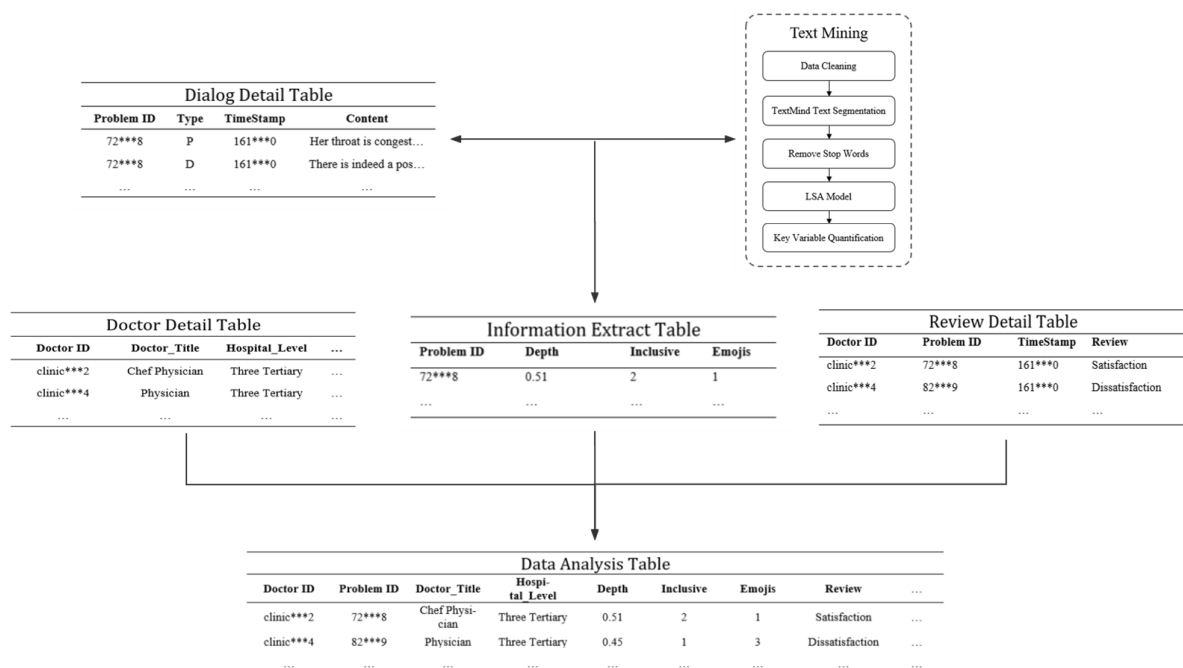 Text Mining
Data Cleaning
TextMind Text Segmentation
Remove Stop Words
LSA Model
Key Variable Quantification
Dialog Detail Table
Problem ID Type TimeStamp Content
72***8 P 161***0 Her throat is congest…
72***8 D 161***0 There is indeed a pos…
… … … …
Doctor Detail Table
Doctor ID Doctor_Title Hospital_Level …
clinic***2 Chef Physician Three Tertiary …
clinic***4 Physician Three Tertiary …
… … … …
Information Extract Table
Problem ID Depth Inclusive Emojis
72***8 0.51 2 1
… … … …
Review Detail Table
Doctor ID Problem ID TimeStamp Review
clinic***2 72***8 161***0 Satisfaction
clinic***4 82***9 161***0 Dissatisfaction
… … … …
Data Analysis Table
Doctor ID Problem ID Doctor_Title Hospi-
tal_Level Depth Inclusive Emojis Review …
clinic***2 72***8 Chef Physi-
cian Three Tertiary 0.51 2 1 Satisfaction …
clinic***4 82***9 Physician Three Tertiary 0.45 1 3 Dissatisfaction …
… … … … … … … … …